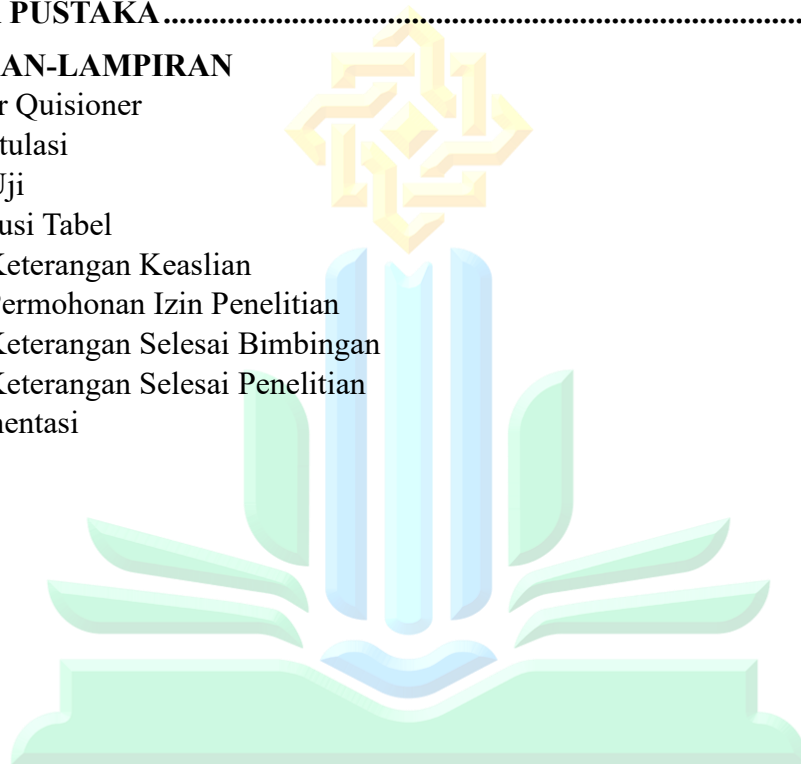 PUSTAKA................................................................................
AN-LAMPIRAN
r Quisioner
tulasi
Uji
usi Tabel
Keterangan Keaslian
Permohonan Izin Penelitian
Keterangan Selesai Bimbingan
Keterangan Selesai Penelitian
nentasi